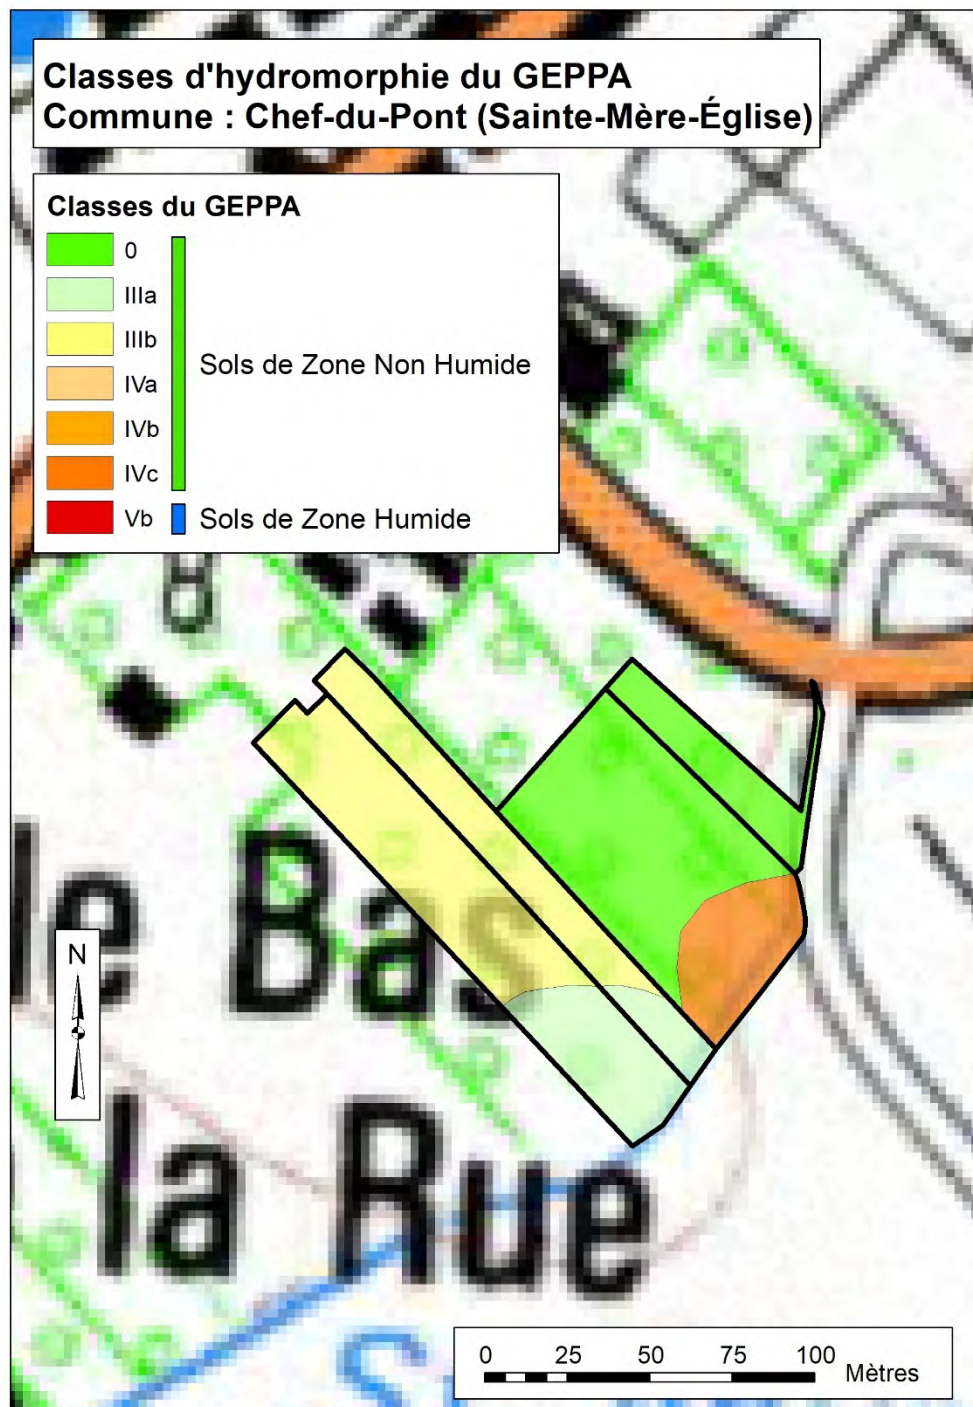 Classes d'hydromorphie du GEPPA
Commune : Chef-du-Pont (Sainte-Mère-Église)
Classes du GEPPA
0
IIIa
IIIb
IVa
IVb
IVc
Vb
Sols de Zone Non Humide
Sols de Zone Humide
le Bas
N
la Rue
0 25 50 75 100 Mètres